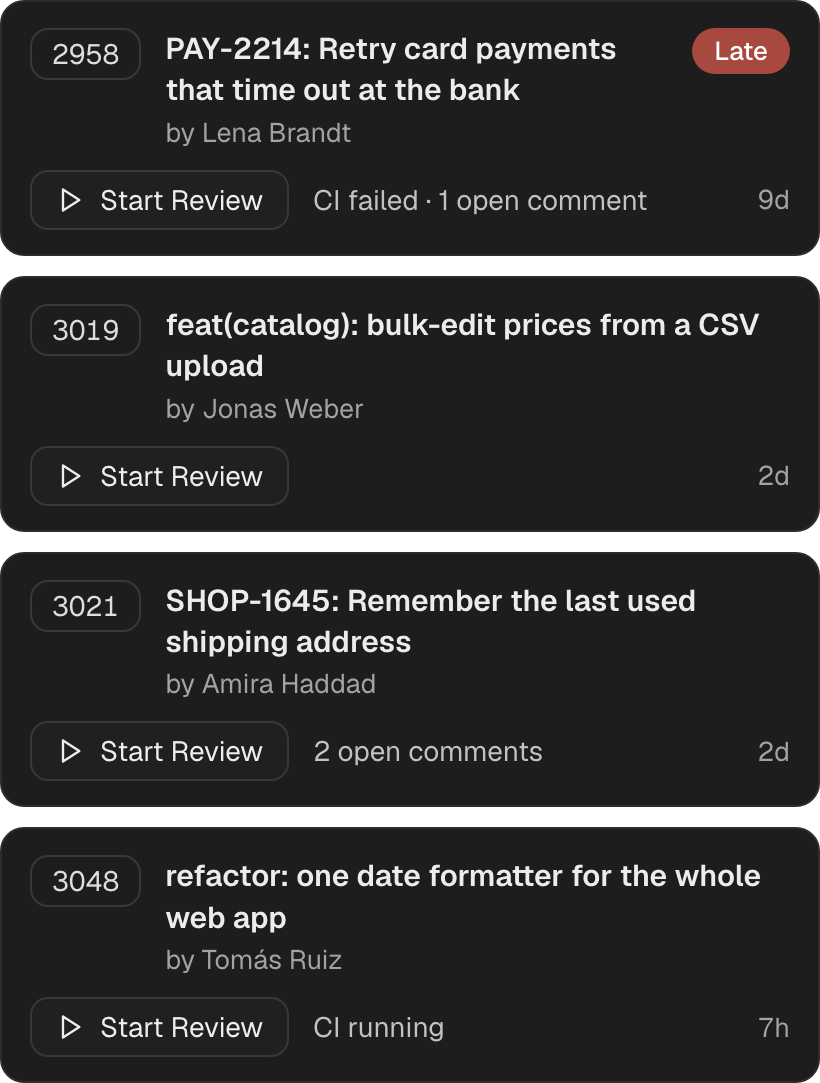 2958
PAY-2214: Retry card payments
that time out at the bank
Late
by Lena Brandt
Start Review
CI failed · 1 open comment
9d
3019
feat(catalog): bulk-edit prices from a CSV
upload
by Jonas Weber
Start Review
2d
3021
SHOP-1645: Remember the last used
shipping address
by Amira Haddad
Start Review
2 open comments
2d
3048
refactor: one date formatter for the whole
web app
by Tomás Ruiz
Start Review
CI running
7h